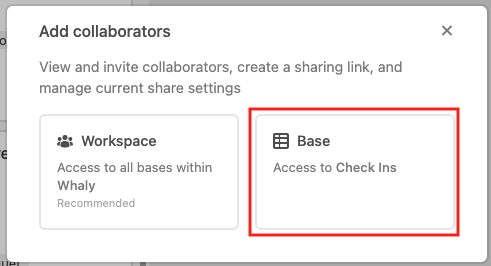 Add collaborators
View and invite collaborators, create a sharing link, and
manage current share settings
Workspace
Access to all bases within
Whaly
Recommended
Base
Access to Check Ins